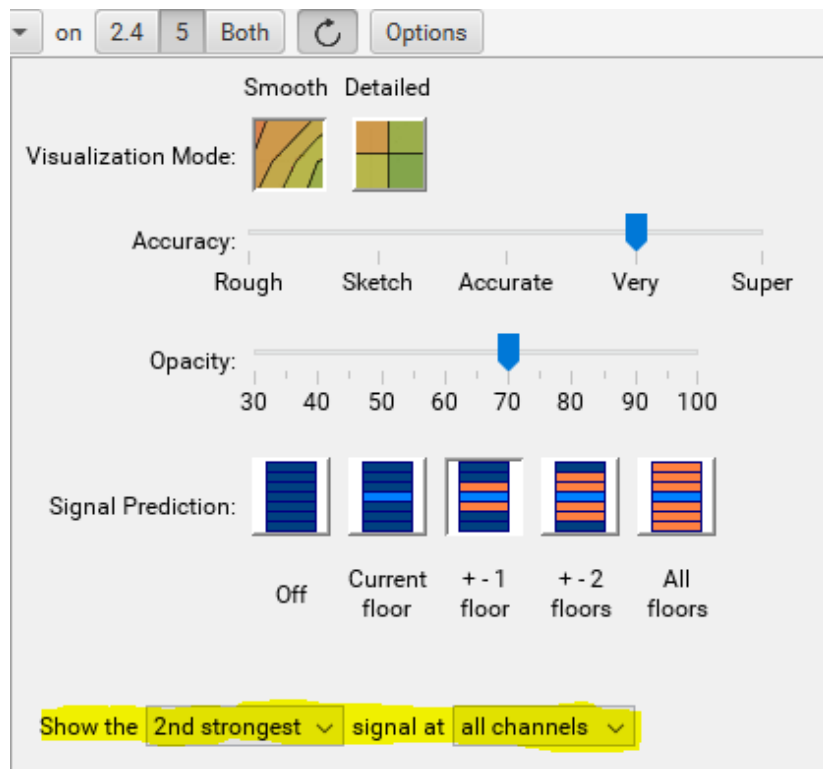 on 2.4 5 Both Options
Smooth Detailed
Visualization Mode:
Accuracy:
Rough Sketch Accurate Very Super
Opacity:
30 40 50 60 70 80 90 100
Signal Prediction:
Off Current floor + - 1 floor + - 2 floors All floors
Show the 2nd strongest signal at all channels